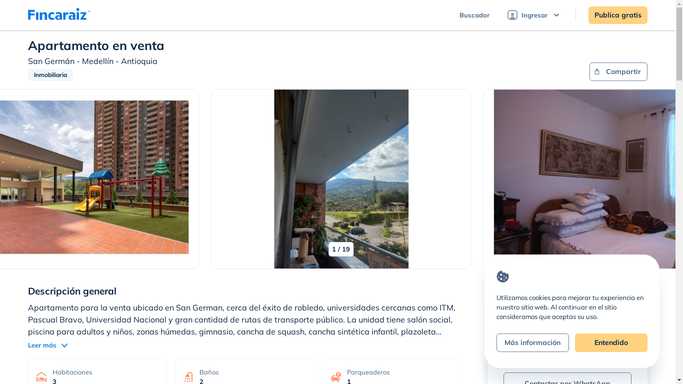 Fincaraiz
Buscador
Ingresar
Publica gratis
Apartamento en venta
San Germán - Medellín - Antioquia
Inmobiliaria
Compartir
1 / 19
Descripción general
Apartamento para la venta ubicado en San German, cerca del éxito de robledo, universidades cercanas como ITM,
Pascual Bravo, Universidad Nacional y gran cantidad de rutas de transporte público. La unidad tiene salón social,
piscina para adultos y niños, zonas húmedas, gimnasio, cancha de squash, cancha sintética infantil, plazoleta...
Leer más
Habitaciones
3
Baños
2
Parqueaderos
1
Utilizamos cookies para mejorar tu experiencia en
nuestro sitio web. Al continuar en el sitio
consideramos que aceptas su uso.
Más información
Entendido
Contactar por WhatsApp